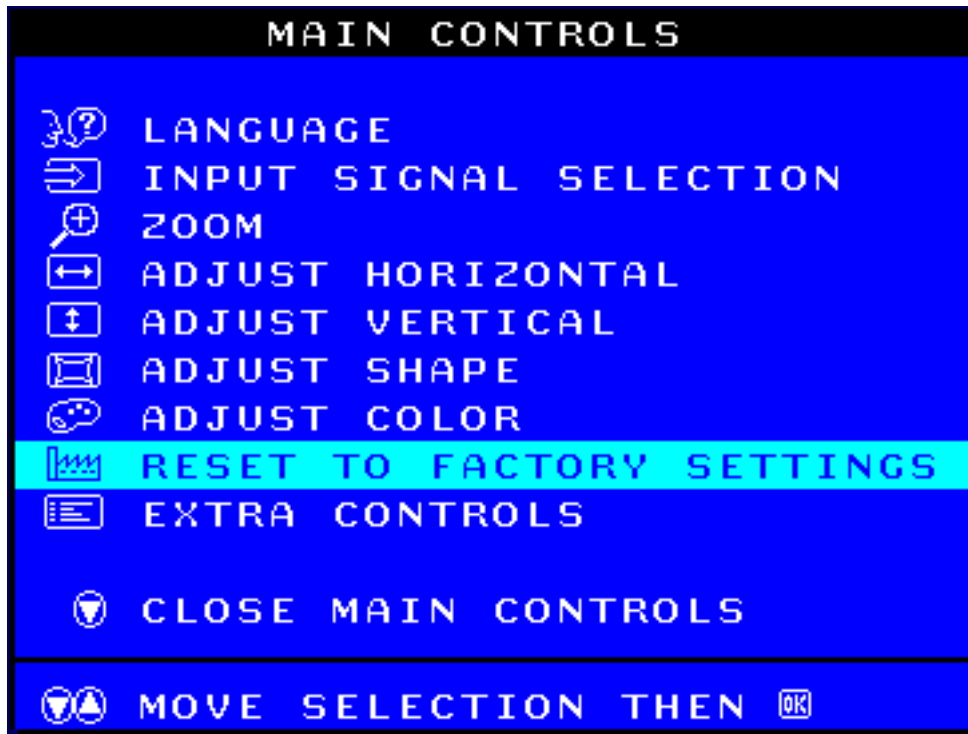 MAIN CONTROLS
LANGUAGE
INPUT SIGNAL SELECTION
ZOOM
ADJUST HORIZONTAL
ADJUST VERTICAL
ADJUST SHAPE
ADJUST COLOR
RESET TO FACTORY SETTINGS
EXTRA CONTROLS
CLOSE MAIN CONTROLS
MOVE SELECTION THEN OK